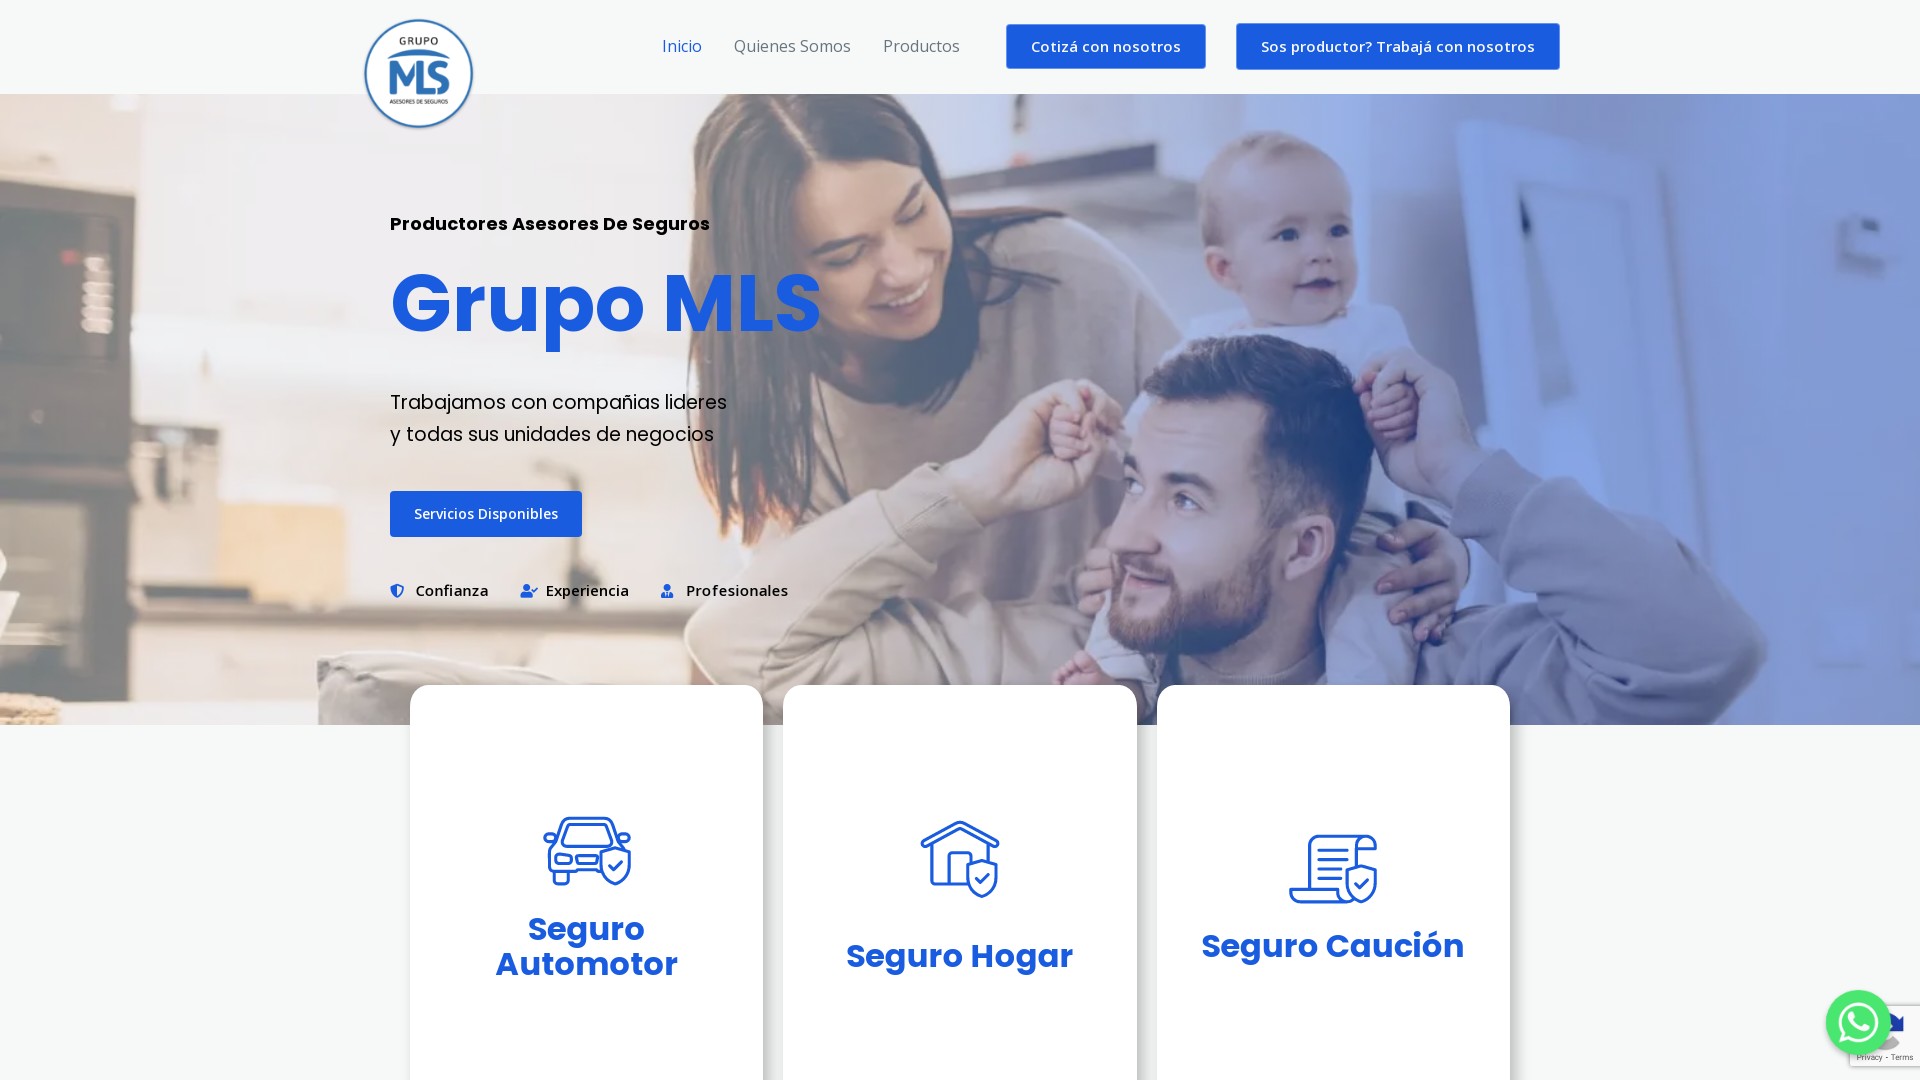 GRUPO
MLS
ASESORES DE SEGUROS
Inicio
Quienes Somos
Productos
Cotizá con nosotros
Sos productor? Trabajá con nosotros
Productores Asesores De Seguros
Grupo MLS
Trabajamos con compañias lideres
y todas sus unidades de negocios
Servicios Disponibles
Confianza
Experiencia
Profesionales
Seguro
Automotor
Seguro Hogar
Seguro Caución
Privacy - Terms